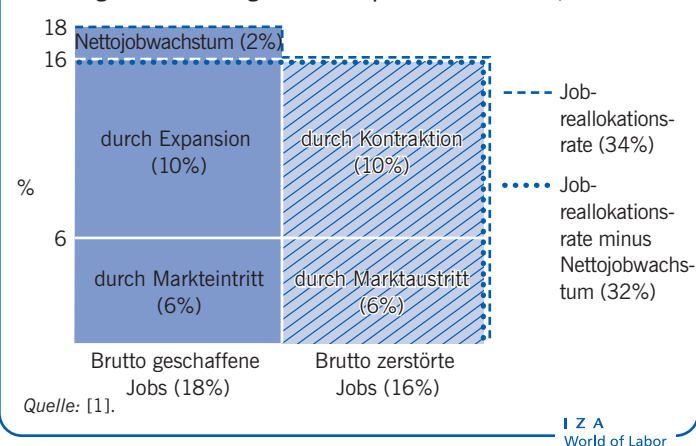 18
Nettojobwachstum (2%)
16
durch Expansion
(10%)
durch Kontraktion
(10%)
%
6
durch Markteintritt
(6%)
durch Marktaustritt
(6%)
Brutto geschaffene
Jobs (18%)
Brutto zerstörte
Jobs (16%)
Job-
reallokations-
rate (34%)
Job-
reallokations-
rate minus
Nettojobwachs-
tum (32%)
Quelle: [1].
I Z A
World of Labor